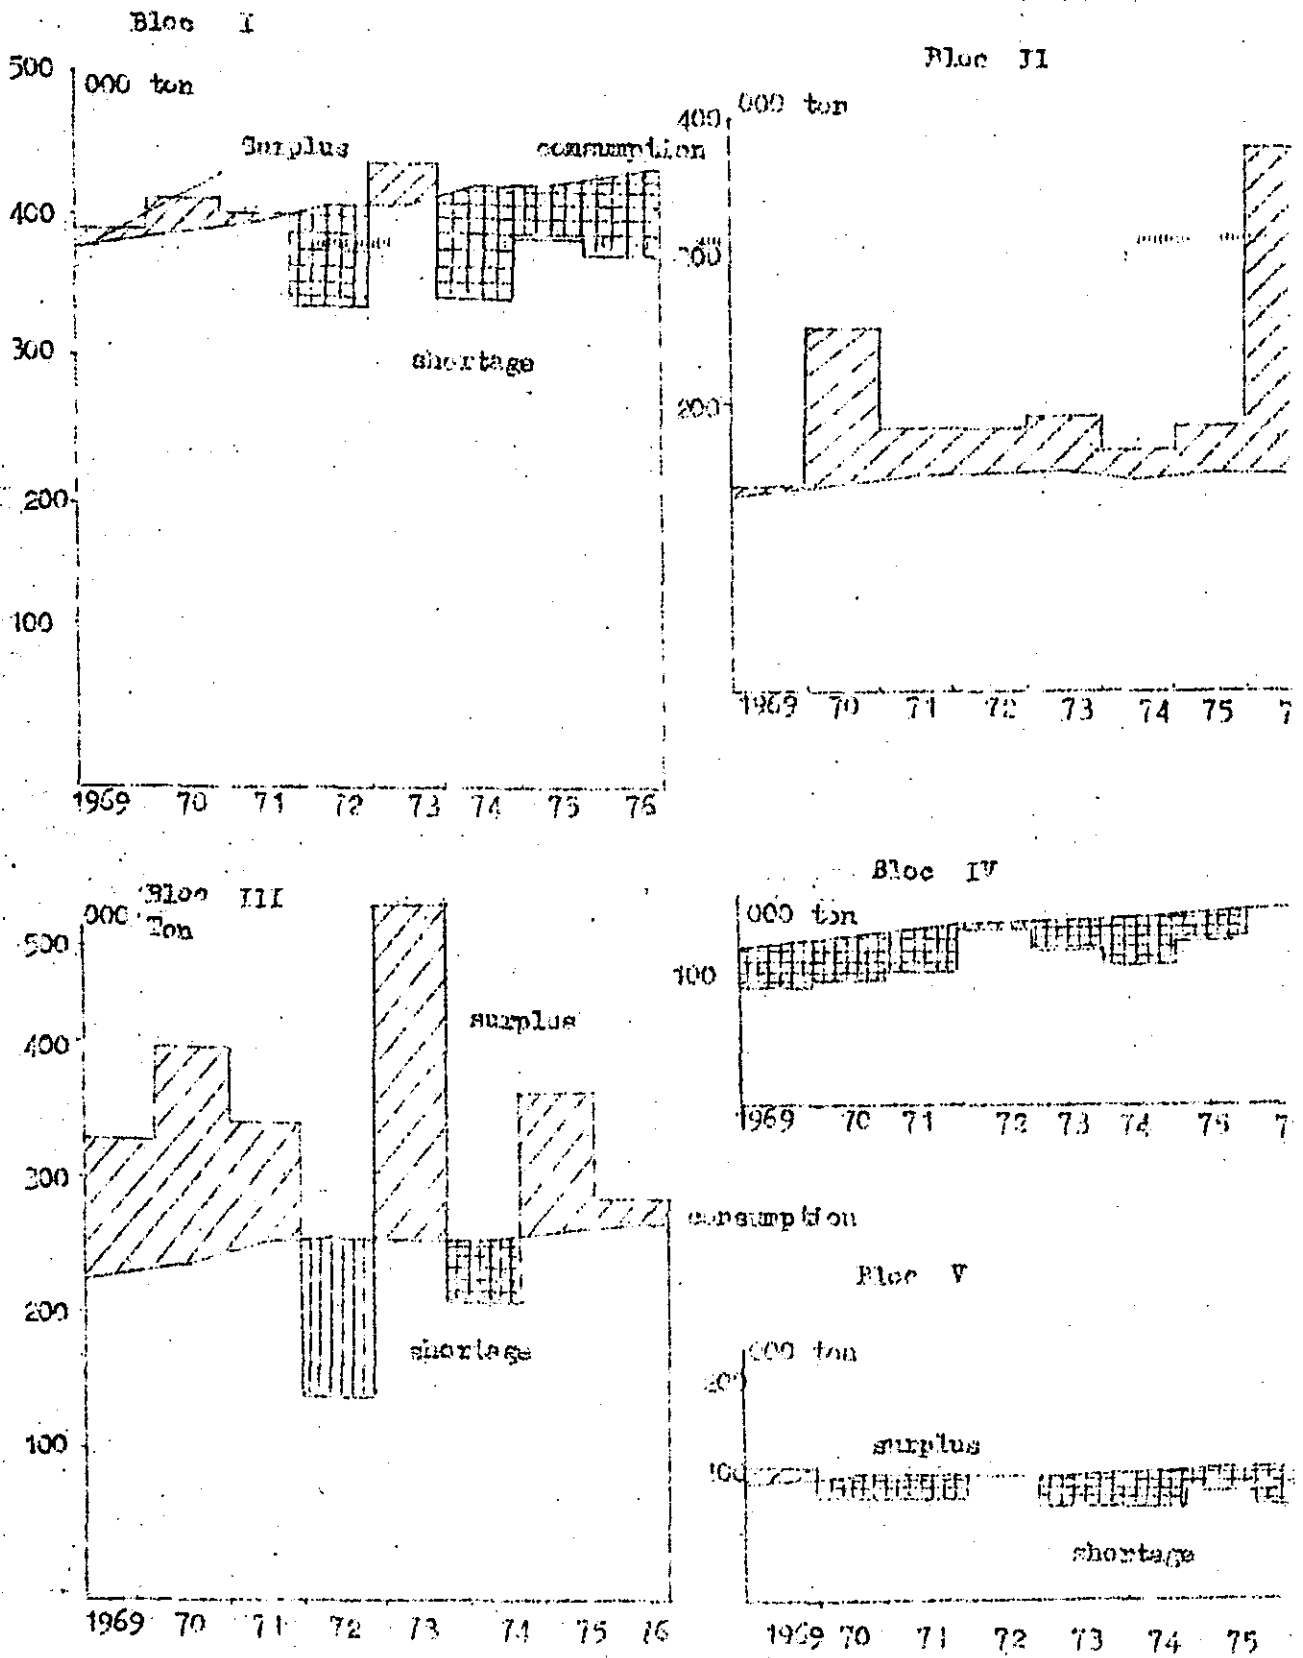 Bloc I
500
000 ton
Surplus
consumption
400
300
shortage
200
100
1969 70 71 72 73 74 75 76
Bloc II
400
000 ton
200
1969 70 71 72 73 74 75 7
Bloc III
000
Ton
500
400
surplus
300
consumption
200
shortage
100
1969 70 71 72 73 74 75 76
Bloc IV
000 ton
100
1969 70 71 72 73 74 75 7
Bloc V
000 ton
200
surplus
100
shortage
1969 70 71 72 73 74 75